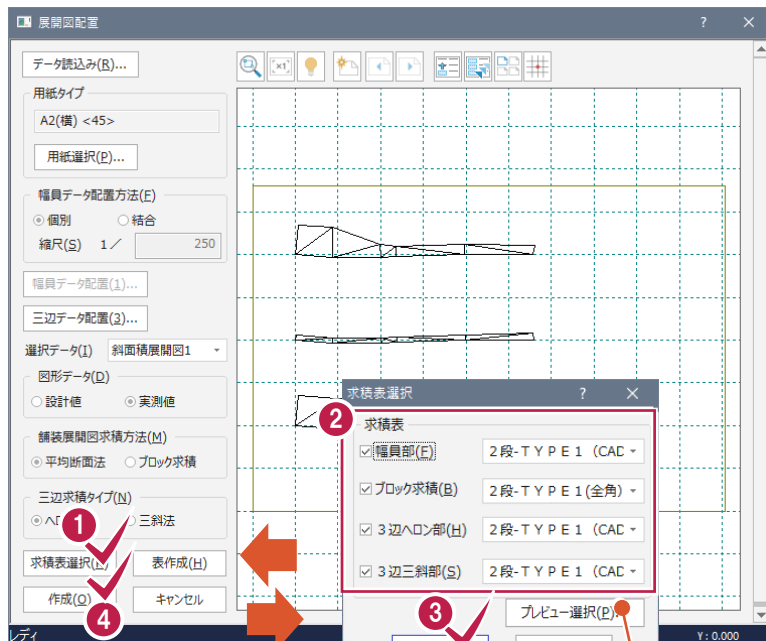 展開図配置 ? ×
データ読込み(R)...
×1
用紙タイプ
A2(横) <45>
用紙選択(P)...
幅員データ配置方法(F)
個別 結合
縮尺(S) 1／ 250
幅員データ配置(1)...
三辺データ配置(3)...
選択データ(I) 斜面積展開図1
図形データ(D)
設計値 実測値
舗装展開図求積方法(M)
平均断面法 ブロック求積
三辺求積タイプ(N)
三斜法
1
求積表選択 表作成(H)
作成(O) キャンセル
4
レディ
求積表選択 ? ×
2
求積表
幅員部(F) 2段-ＴＹＰＥ１（CAD
ブロック求積(B) 2段-ＴＹＰＥ１(全角)
３辺ヘロン部(H) 2段-ＴＹＰＥ１（CAD
３辺三斜部(S) 2段-ＴＹＰＥ１（CAD
3
プレビュー選択(P)
Y : 0.000